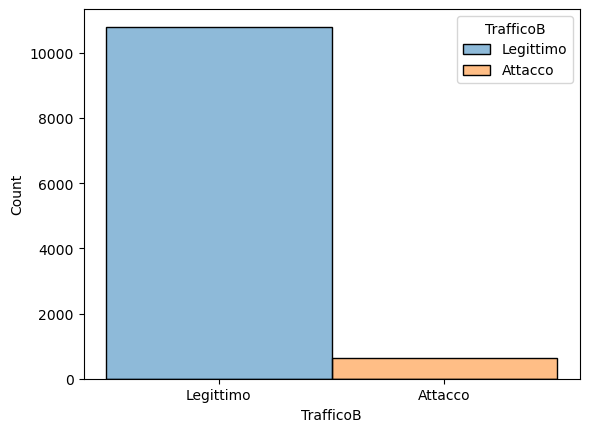 TrafficoB
Legittimo
Attacco
10000
8000
6000
4000
2000
0
Count
Legittimo
Attacco
TrafficoB